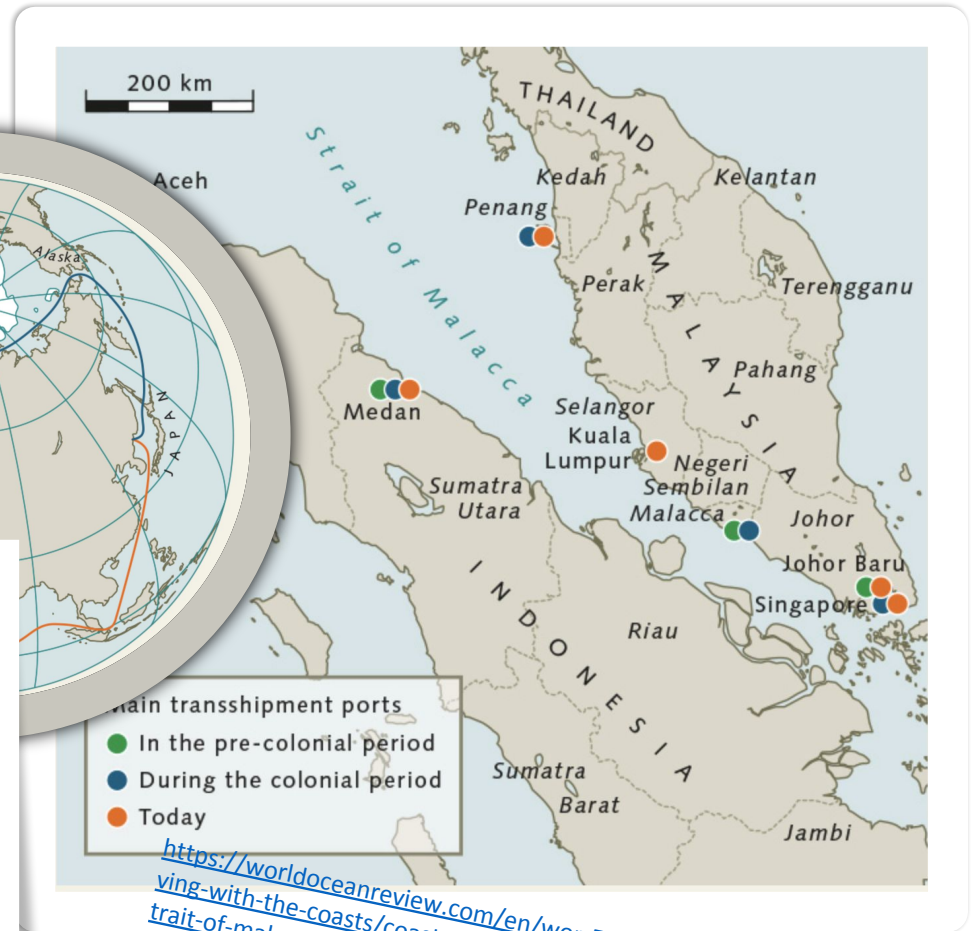 200 km
THAILAND
Strait of Malacca
Aceh
Kedah
Kelantan
Penang
Alaska
MALAYSIA
Perak
Terengganu
Pahang
JAPAN
Medan
Selangor
Kuala
Lumpur
Negeri
Sembilan
Sumatra
Utara
Malacca
Johor
Johor Baru
Singapore
INDONESIA
Riau
Main transshipment ports
In the pre-colonial period
During the colonial period
Today
Sumatra
Barat
Jambi
https://worldoceanreview.com/en/wor
ving-with-the-coasts/coast
trait-of-mal